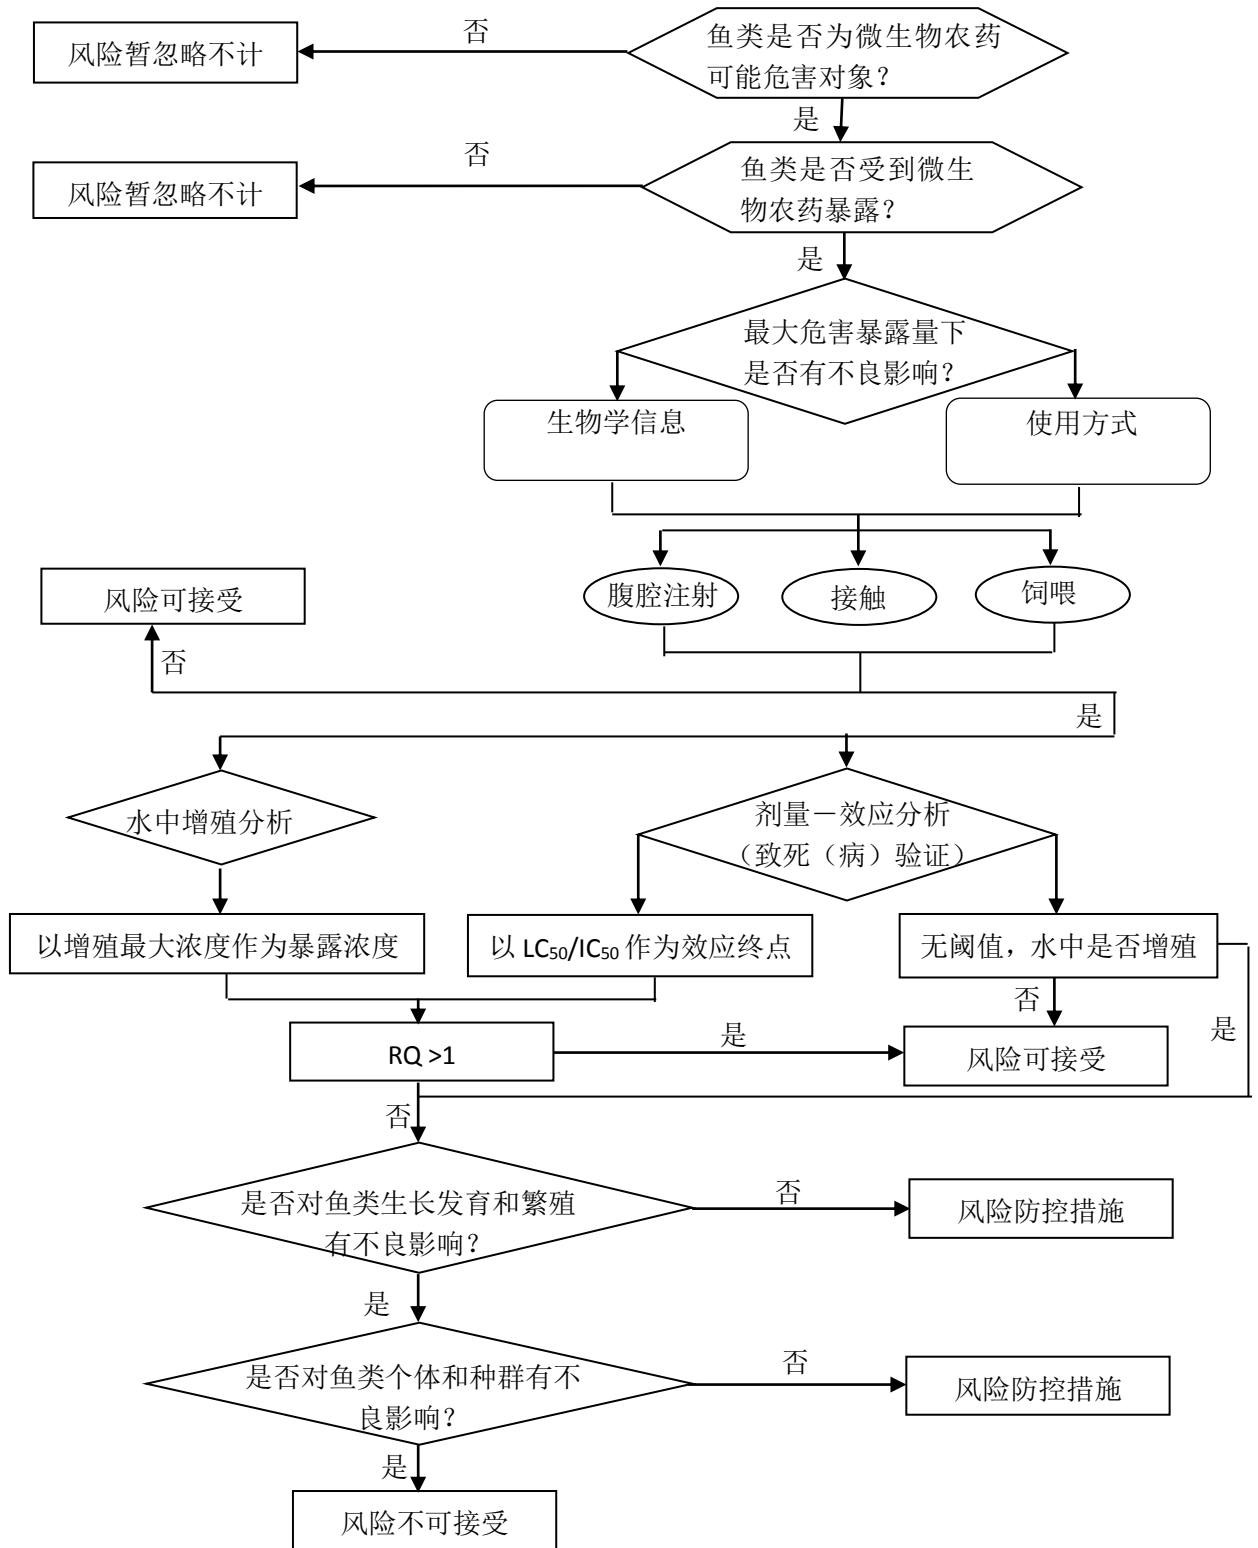 否
鱼类是否为微生物农药
可能危害对象？
风险暂忽略不计
是
否
鱼类是否受到微生
物农药暴露？
风险暂忽略不计
是
最大危害暴露量下
是否有不良影响？
生物学信息
使用方式
腹腔注射
接触
饲喂
风险可接受
否
是
水中增殖分析
剂量－效应分析
（致死（病）验证）
以增殖最大浓度作为暴露浓度
以 LC₅₀/IC₅₀ 作为效应终点
无阈值，水中是否增殖
否
是
RQ >1
是
风险可接受
否
是否对鱼类生长发育和繁殖
有不良影响？
否
风险防控措施
是
是否对鱼类个体和种群有不
良影响？
否
风险防控措施
是
风险不可接受